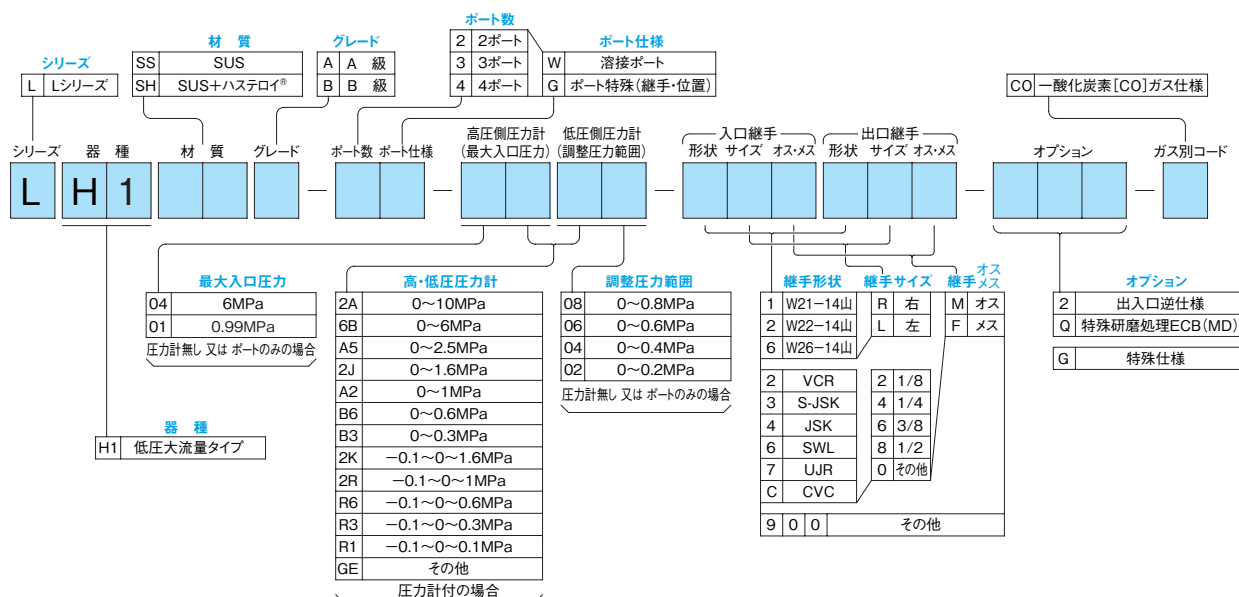 シリーズ
L Lシリーズ
材 質
SS SUS
SH SUS+ハステロイ®
グレード
A A 級
B B 級
ポート数
2 2ポート
3 3ポート
4 4ポート
ポート仕様
W 溶接ポート
G ポート特殊(継手・位置)
CO 一酸化炭素[CO]ガス仕様
シリーズ 器 種 材 質 グレード ポート数 ポート仕様
高圧側圧力計
(最大入口圧力)
低圧側圧力計
(調整圧力範囲)
入口継手
形状 サイズ オス・メス
出口継手
形状 サイズ オス・メス
オプション
ガス別コード
L H 1 — — — — —
最大入口圧力
04 6MPa
01 0.99MPa
圧力計無し 又は ポートのみの場合
器 種
H1 低圧大流量タイプ
高・低圧圧力計
2A 0〜10MPa
6B 0〜6MPa
A5 0〜2.5MPa
2J 0〜1.6MPa
A2 0〜1MPa
B6 0〜0.6MPa
B3 0〜0.3MPa
2K −0.1〜0〜1.6MPa
2R −0.1〜0〜1MPa
R6 −0.1〜0〜0.6MPa
R3 −0.1〜0〜0.3MPa
R1 −0.1〜0〜0.1MPa
GE その他
圧力計付の場合
調整圧力範囲
08 0〜0.8MPa
06 0〜0.6MPa
04 0〜0.4MPa
02 0〜0.2MPa
圧力計無し 又は ポートのみの場合
継手形状
1 W21−14山
2 W22−14山
6 W26−14山
2 VCR
3 S-JSK
4 JSK
6 SWL
7 UJR
C CVC
9 0 0 その他
継手サイズ
R 右
L 左
2 1/8
4 1/4
6 3/8
8 1/2
0 その他
継手 オス メス
M オス
F メス
オプション
2 出入口逆仕様
Q 特殊研磨処理ECB(MD)
G 特殊仕様